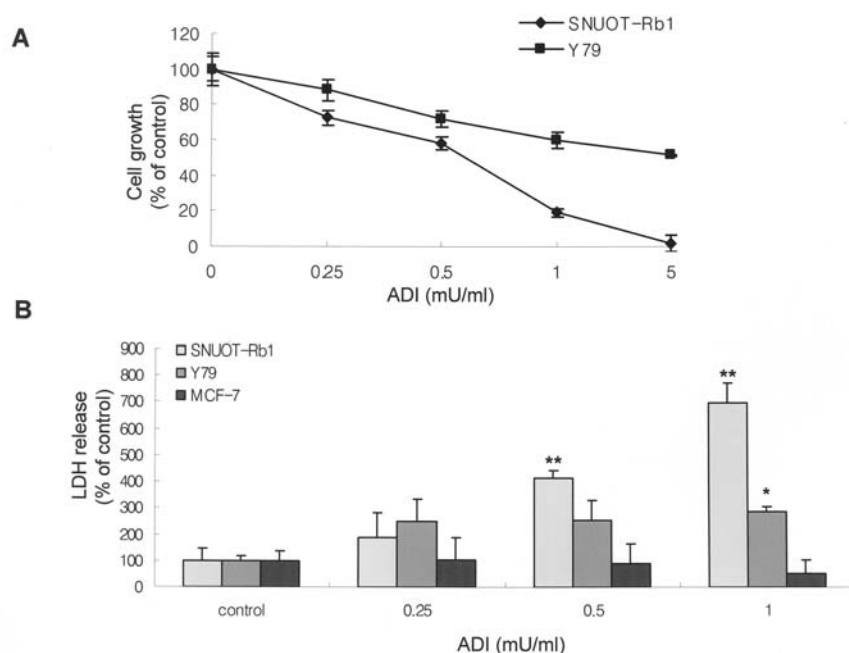 A
SNUOT-Rb1
Y79
Cell growth
(% of control)
120
100
80
60
40
20
0
0 0.25 0.5 1 5
ADI (mU/ml)
B
SNUOT-Rb1
Y79
MCF-7
LDH release
(% of control)
900
800
700
600
500
400
300
200
100
0
** ** *
control 0.25 0.5 1
ADI (mU/ml)